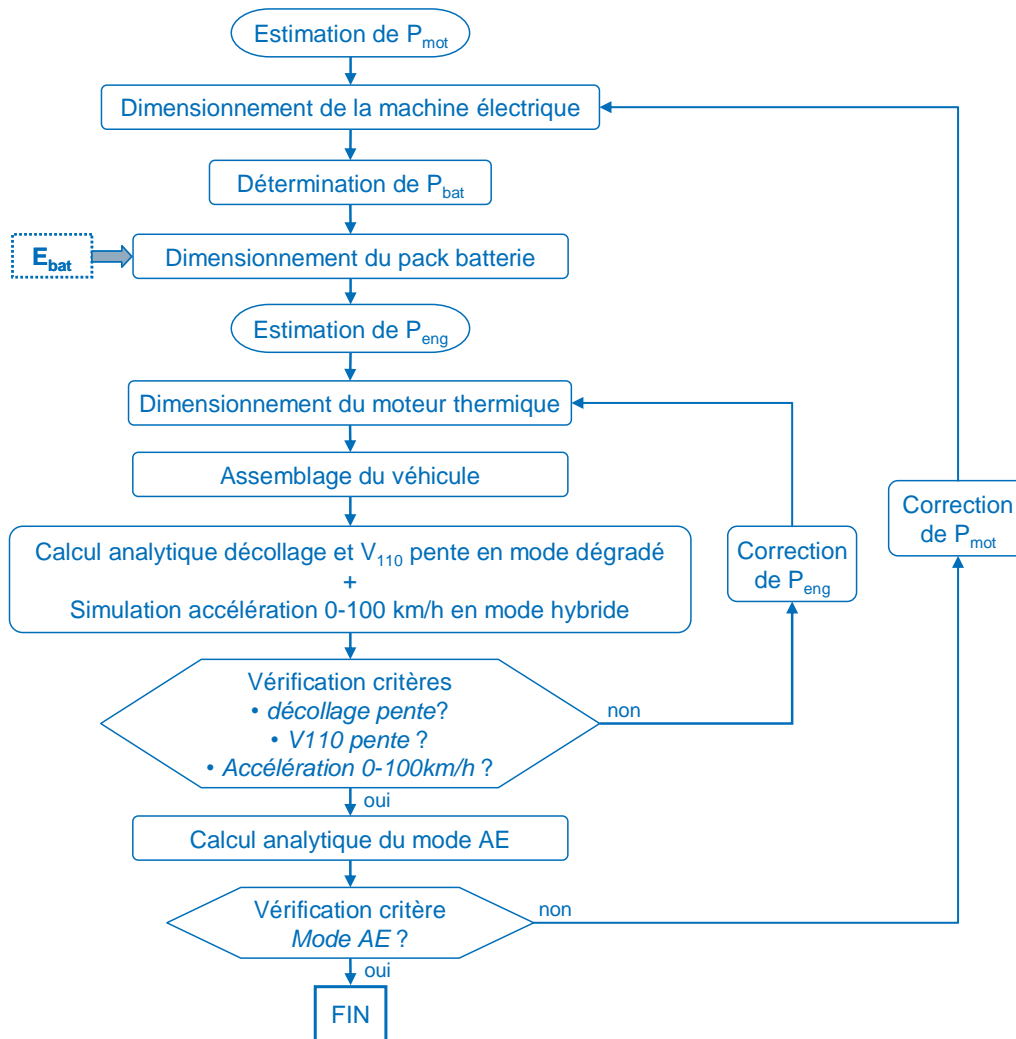 Estimation de Pmot
Dimensionnement de la machine électrique
Détermination de Pbat
Ebat
Dimensionnement du pack batterie
Estimation de Peng
Dimensionnement du moteur thermique
Assemblage du véhicule
Correction
de Pmot
Calcul analytique décollage et V110 pente en mode dégradé
+
Simulation accélération 0-100 km/h en mode hybride
Correction
de Peng
Vérification critères
• décollage pente?
• V110 pente ?
• Accélération 0-100km/h ?
non
oui
Calcul analytique du mode AE
Vérification critère
Mode AE ?
non
oui
FIN